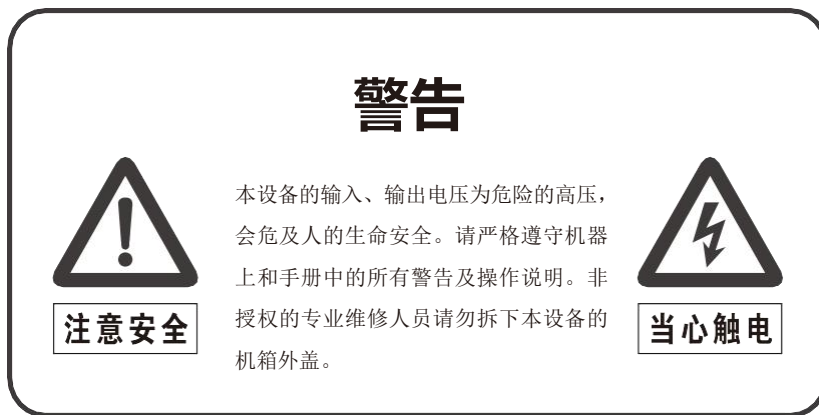 警告
本设备的输入、输出电压为危险的高压，
会危及人的生命安全。请严格遵守机器
上和手册中的所有警告及操作说明。非
授权的专业维修人员请勿拆下本设备的
机箱外盖。
注意安全
当心触电